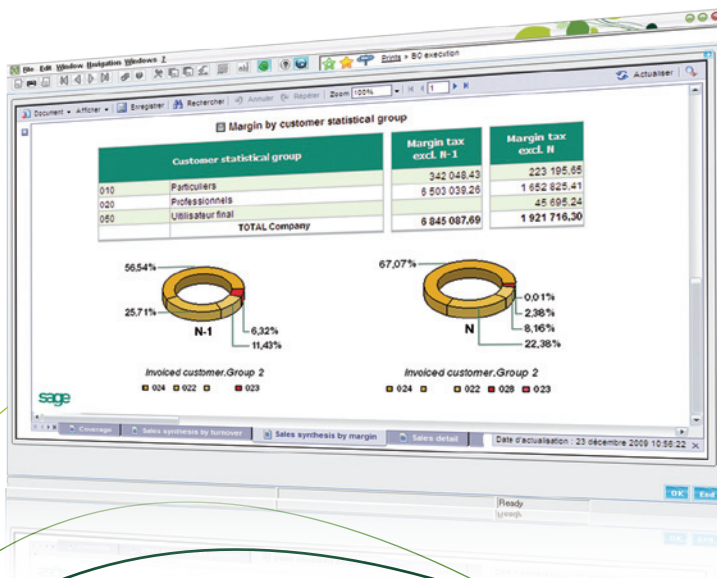 File Edit Window Navigation Windows ?
Prints > BO execution
Document Afficher Enregistrer Rechercher Annuler Répéter Zoom 100% 1 Actualiser
Margin by customer statistical group
Customer statistical group Margin tax excl. N-1 Margin tax excl. N
010 Particuliers 342 048,43 223 195,65
020 Professionnels 6 503 039,26 1 652 825,41
050 Utilisateur final 45 695,24
TOTAL Company 6 845 087,69 1 921 716,30
56,54%
25,71%
N-1
6,32%
11,43%
67,07%
0,01%
2,38%
N
8,16%
22,38%
Invoiced customer.Group 2
024 022 023
Invoiced customer.Group 2
024 022 028 023
sage
Coverage Sales synthesis by turnover Sales synthesis by margin Sales detail Date d'actualisation : 23 décembre 2009 10:56:22
OK End
Ready